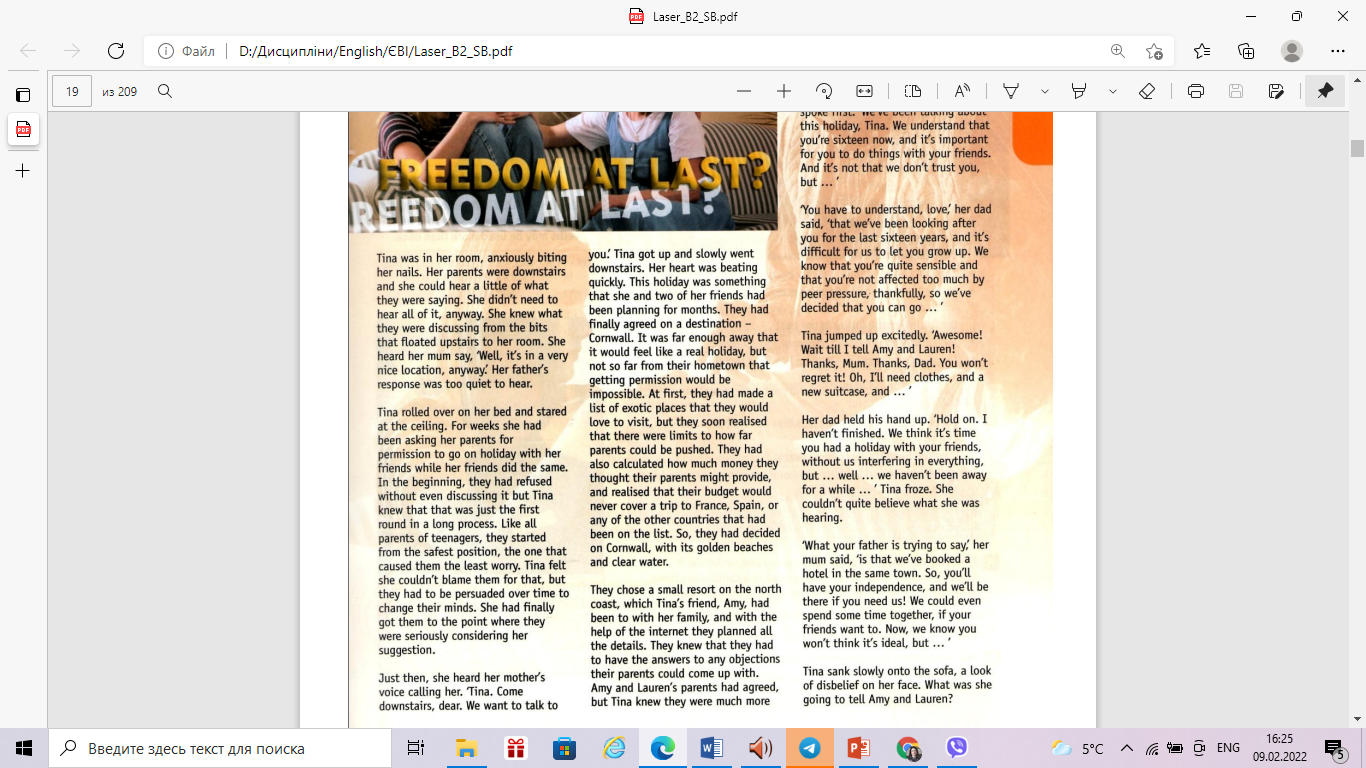 Laser_B2_SB.pdf
Файл
D:/Дисципліни/English/ЄВІ/Laser_B2_SB.pdf
19
из 209
FREEDOM AT LAST?
REEDOM AT LAST?
Tina was in her room, anxiously biting
her nails. Her parents were downstairs
and she could hear a little of what
they were saying. She didn't need to
hear all of it, anyway. She knew what
they were discussing from the bits
that floated upstairs to her room. She
heard her mum say, 'Well, it's in a very
nice location, anyway.' Her father's
response was too quiet to hear.
Tina rolled over on her bed and stared
at the ceiling. For weeks she had
been asking her parents for
permission to go on holiday with her
friends while her friends did the same.
In the beginning, they had refused
without even discussing it but Tina
knew that that was just the first
round in a long process. Like all
parents of teenagers, they started
from the safest position, the one that
caused them the least worry. Tina felt
she couldn't blame them for that, but
they had to be persuaded over time to
change their minds. She had finally
got them to the point where they
were seriously considering her
suggestion.
Just then, she heard her mother's
voice calling her. 'Tina. Come
downstairs, dear. We want to talk to
you.' Tina got up and slowly went
downstairs. Her heart was beating
quickly. This holiday was something
that she and two of her friends had
been planning for months. They had
finally agreed on a destination –
Cornwall. It was far enough away that
it would feel like a real holiday, but
not so far from their hometown that
getting permission would be
impossible. At first, they had made a
list of exotic places that they would
love to visit, but they soon realised
that there were limits to how far
parents could be pushed. They had
also calculated how much money they
thought their parents might provide,
and realised that their budget would
never cover a trip to France, Spain, or
any of the other countries that had
been on the list. So, they had decided
on Cornwall, with its golden beaches
and clear water.
They chose a small resort on the north
coast, which Tina's friend, Amy, had
been to with her family, and with the
help of the internet they planned all
the details. They knew that they had
to have the answers to any objections
their parents could come up with.
Amy and Lauren's parents had agreed,
but Tina knew they were much more
spoke first. 'We've been talking about
this holiday, Tina. We understand that
you're sixteen now, and it's important
for you to do things with your friends.
And it's not that we don't trust you,
but ... '
'You have to understand, love,' her dad
said, 'that we've been looking after
you for the last sixteen years, and it's
difficult for us to let you grow up. We
know that you're quite sensible and
that you're not affected too much by
peer pressure, thankfully, so we've
decided that you can go ... '
Tina jumped up excitedly. 'Awesome!
Wait till I tell Amy and Lauren!
Thanks, Mum. Thanks, Dad. You won't
regret it! Oh, I'll need clothes, and a
new suitcase, and ... '
Her dad held his hand up. 'Hold on. I
haven't finished. We think it's time
you had a holiday with your friends,
without us interfering in everything,
but ... well ... we haven't been away
for a while ... ' Tina froze. She
couldn't quite believe what she was
hearing.
'What your father is trying to say,' her
mum said, 'is that we've booked a
hotel in the same town. So, you'll
have your independence, and we'll be
there if you need us! We could even
spend some time together, if your
friends want to. Now, we know you
won't think it's ideal, but ... '
Tina sank slowly onto the sofa, a look
of disbelief on her face. What was she
going to tell Amy and Lauren?
Введите здесь текст для поиска
5°C
ENG
16:25
09.02.2022
5